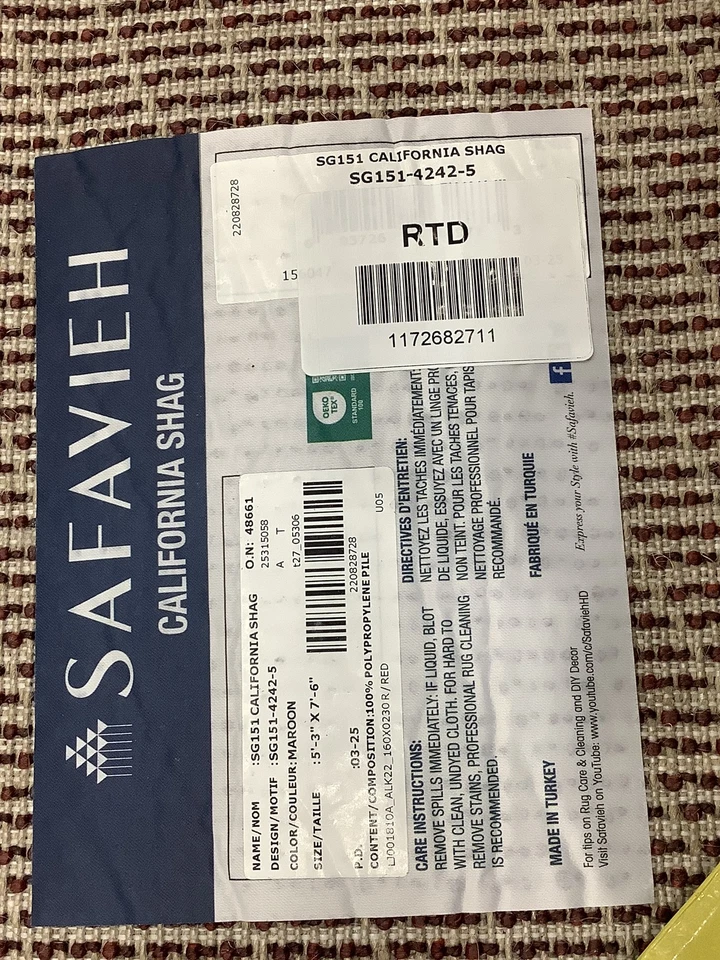 SAFAVIEH
CALIFORNIA SHAG
220828728
SG151 CALIFORNIA SHAG
SG151-4242-5
RTD
1172682711
OEKO
TEX®
STANDARD
100
NAME/NOM :SG151 CALIFORNIA SHAG O.N: 48661
DESIGN/MOTIF :SG151-4242-5 25315058
COLOR/COULEUR:MAROON A T
SIZE/TAILLE :5'-3" X 7'-6" t27_05306
220828728
P.D. :03-25
CONTENT/COMPOSITION:100% POLYPROPYLENE PILE
U05
CARE INSTRUCTIONS:
REMOVE SPILLS IMMEDIATELY: IF LIQUID, BLOT
WITH CLEAN, UNDYED CLOTH. FOR HARD TO
REMOVE STAINS, PROFESSIONAL RUG CLEANING
IS RECOMMENDED.
DIRECTIVES D'ENTRETIEN:
NETTOYEZ LES TACHES IMMÉDIATEMENT:
DE LIQUIDE, ESSUYEZ AVEC UN LINGE PR
NON TEINT. POUR LES TACHES TENACES,
NETTOYAGE PROFESSIONNEL POUR TAPIS
RECOMMANDÉ.
MADE IN TURKEY
FABRIQUÉ EN TURQUIE
For tips on Rug Care & Cleaning and DIY Decor
Visit Safavieh on YouTube: www.youtube.com/c/SafaviehHD
Express your Style with #Safavieh.
f